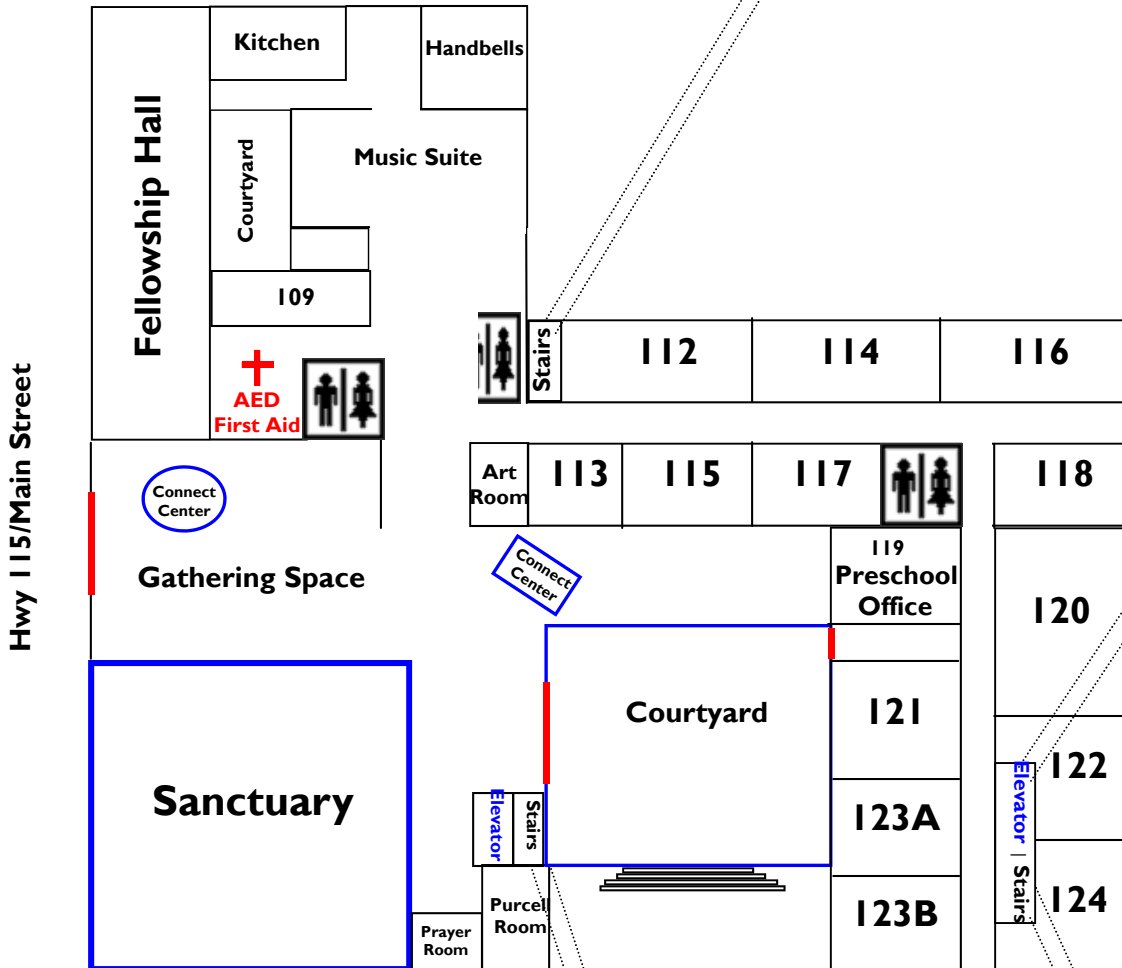 Kitchen
Handbells
Fellowship Hall
Courtyard
Music Suite
109
Stairs
112
114
116
AED
First Aid
Hwy 115/Main Street
Art
Room
113
115
117
118
Connect
Center
Gathering Space
Connect
Center
119
Preschool
Office
120
Courtyard
121
122
Sanctuary
Elevator
Stairs
123A
Elevator | Stairs
Purcell
Room
123B
124
Prayer
Room